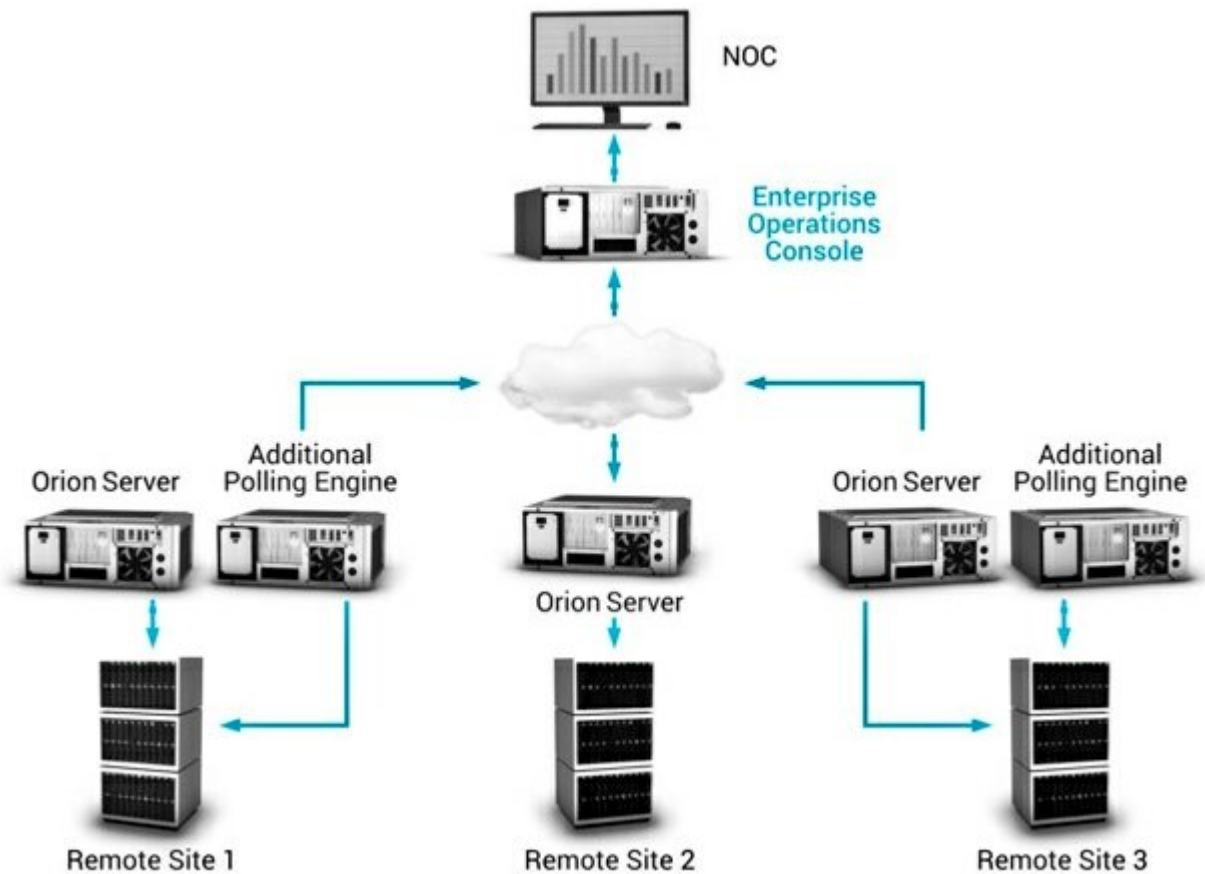 NOC
Enterprise
Operations
Console
Orion Server
Additional
Polling Engine
Orion Server
Orion Server
Additional
Polling Engine
Remote Site 1
Remote Site 2
Remote Site 3